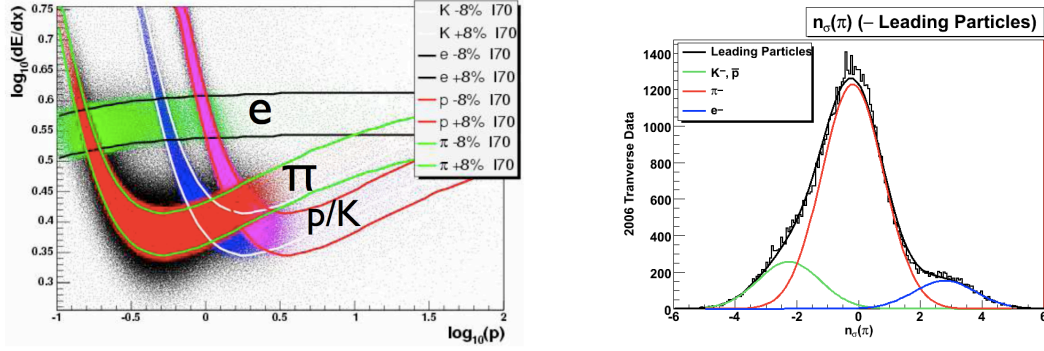 log₁₀(dE/dx)
0.75
0.7
0.65
0.6
0.55
0.5
0.45
0.4
0.35
0.3
-1
-0.5
0
0.5
1
1.5
2
log₁₀(p)
K -8% I70
K +8% I70
e -8% I70
e +8% I70
p -8% I70
p +8% I70
π -8% I70
π +8% I70
e
π
p/K
nσ(π) (− Leading Particles)
2006 Tranverse Data
1400
1200
1000
800
600
400
200
0
-6
-4
-2
0
2
4
6
nσ(π)
Leading Particles
K⁻, p̅
π⁻
e⁻